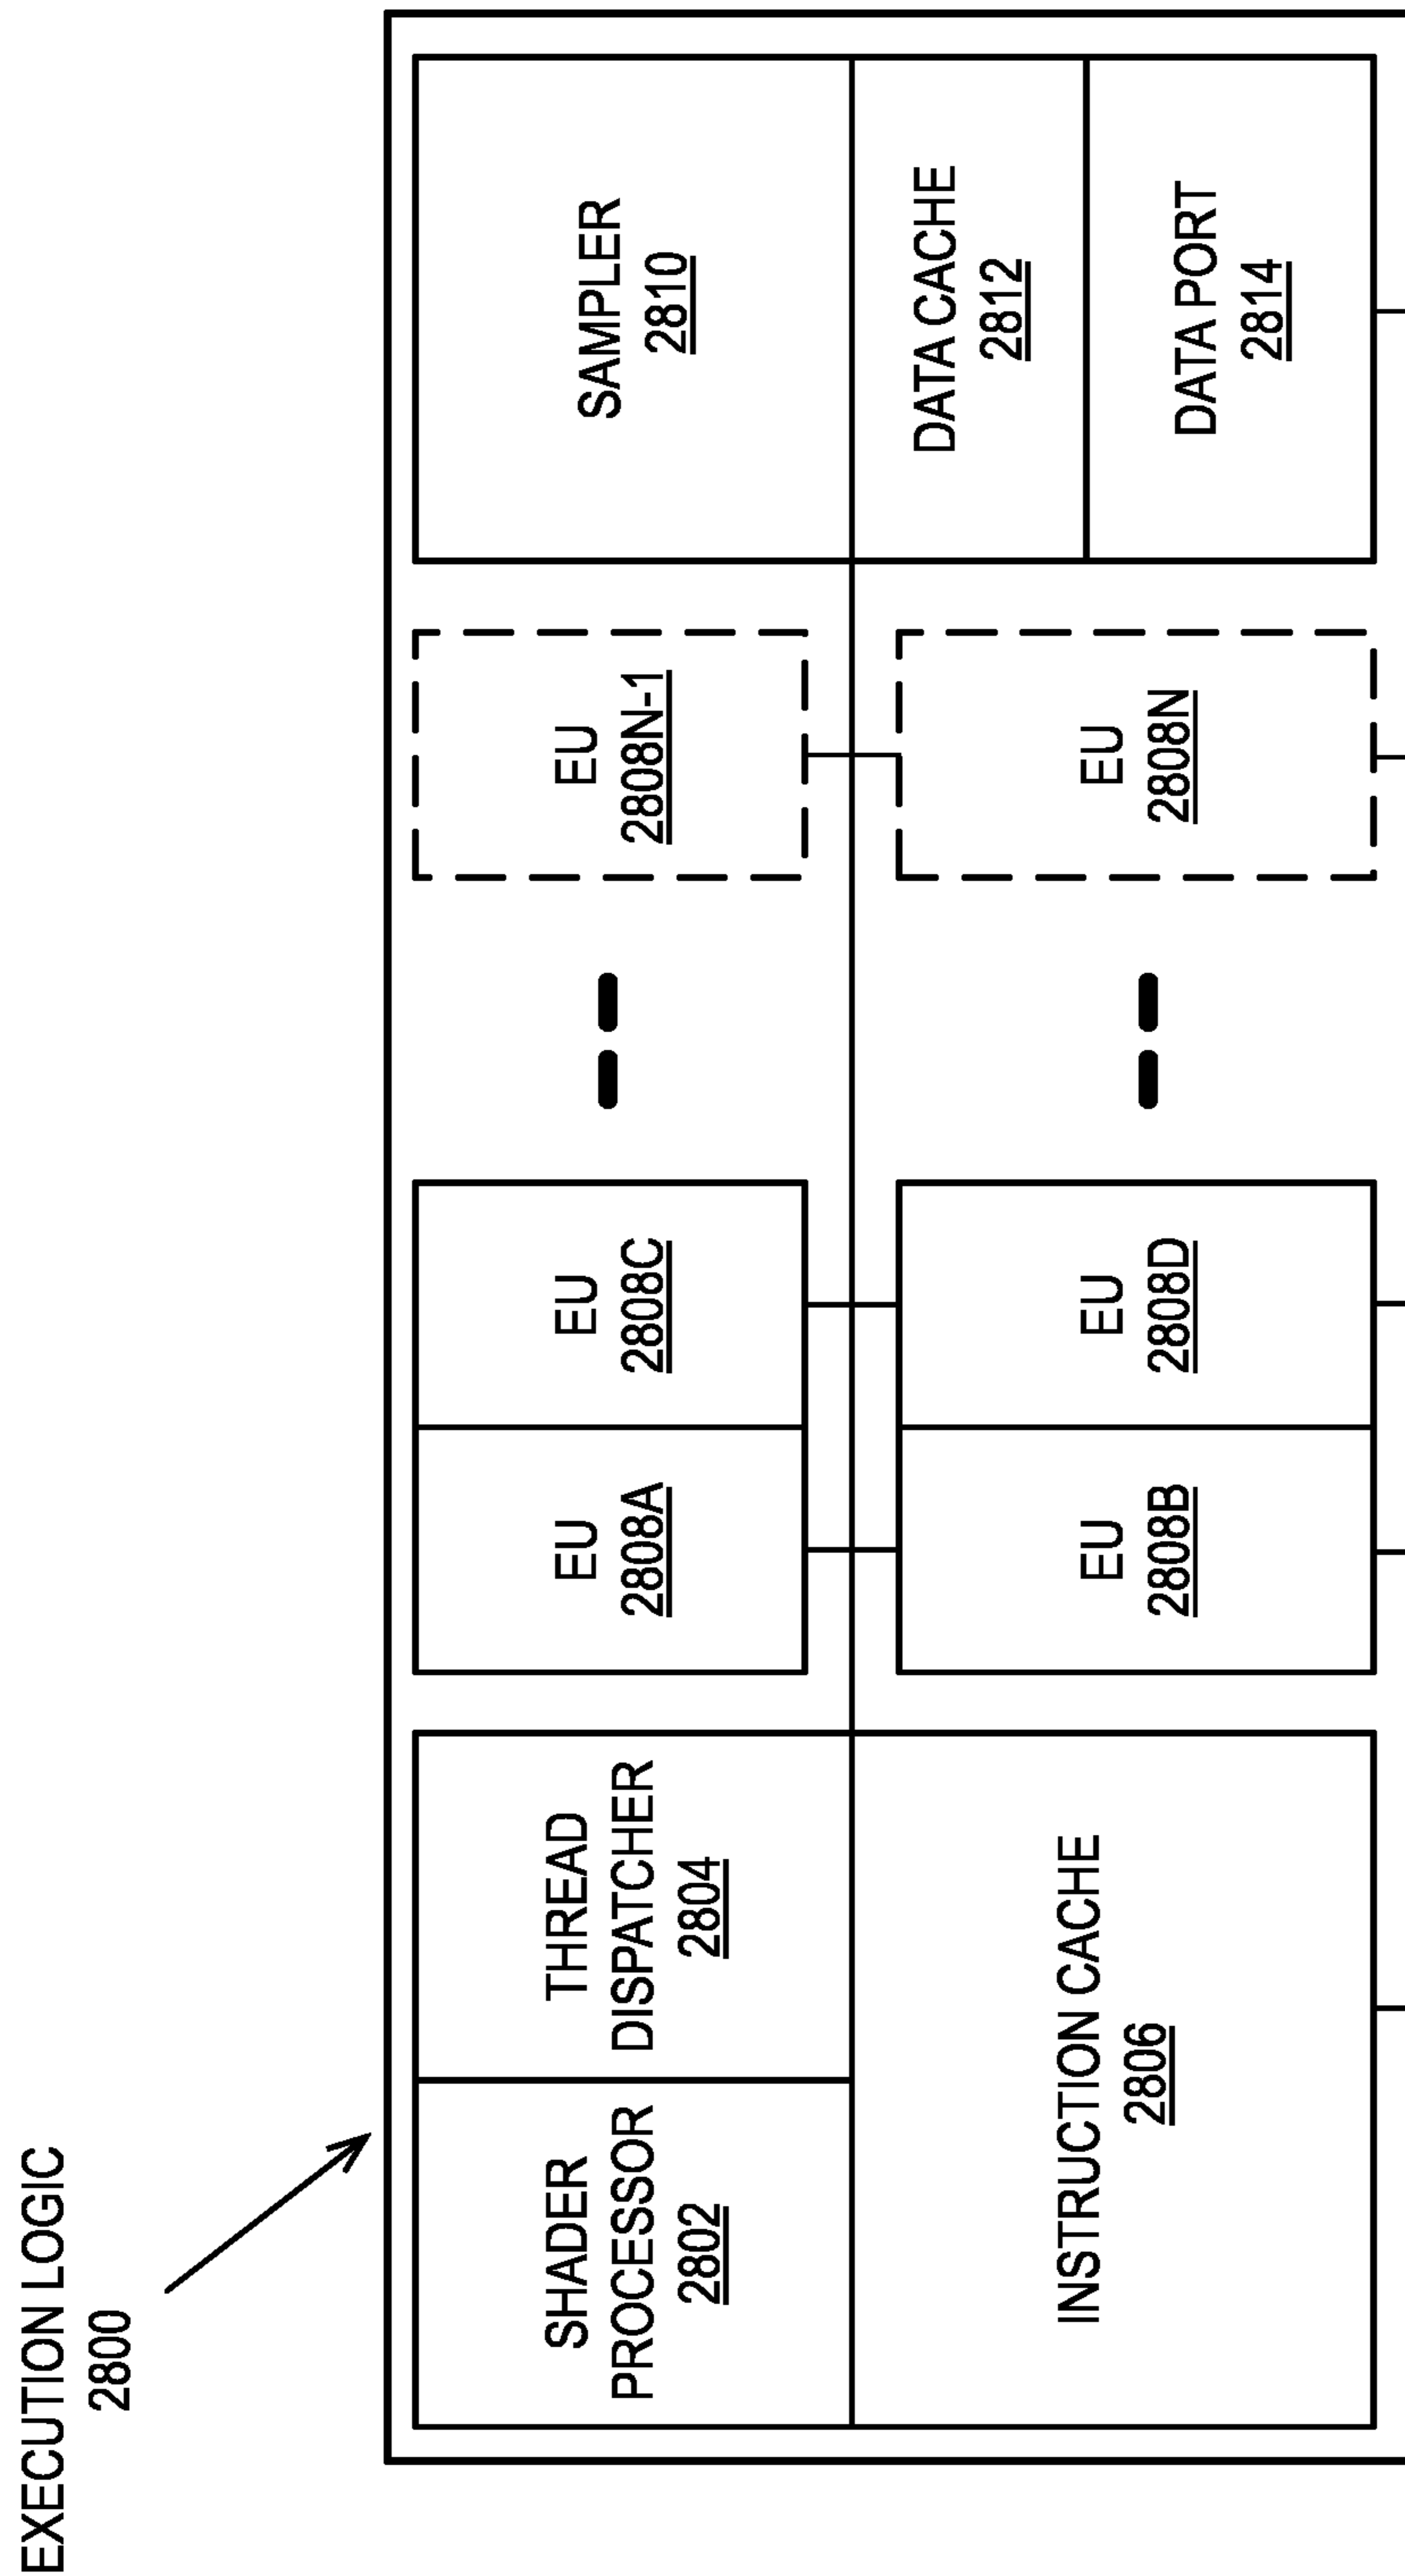 EXECUTION LOGIC
2800
SHADER
PROCESSOR
2802
THREAD
DISPATCHER
2804
EU
2808A
EU
2808C
EU
2808N-1
SAMPLER
2810
INSTRUCTION CACHE
2806
EU
2808B
EU
2808D
EU
2808N
DATA CACHE
2812
DATA PORT
2814